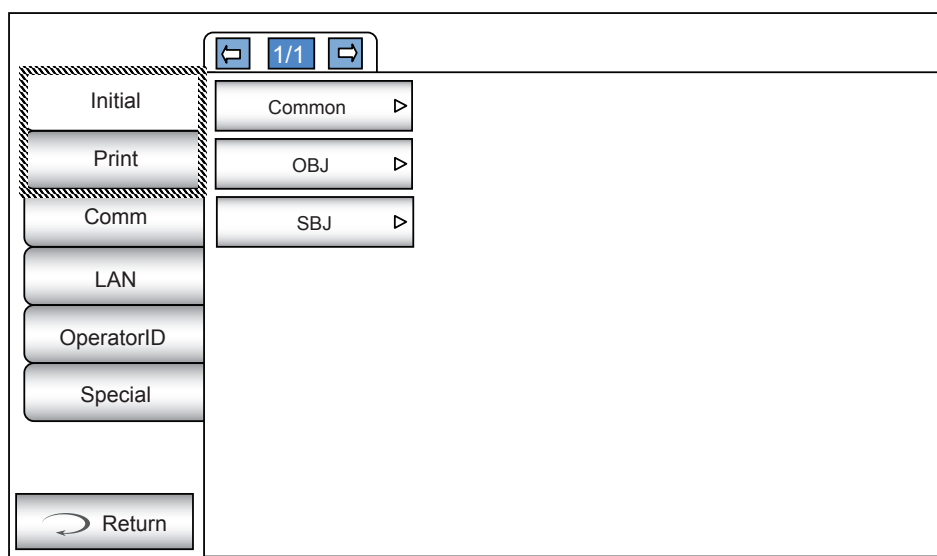 1/1
Initial
Print
Comm
LAN
OperatorID
Special
Return
Common
OBJ
SBJ